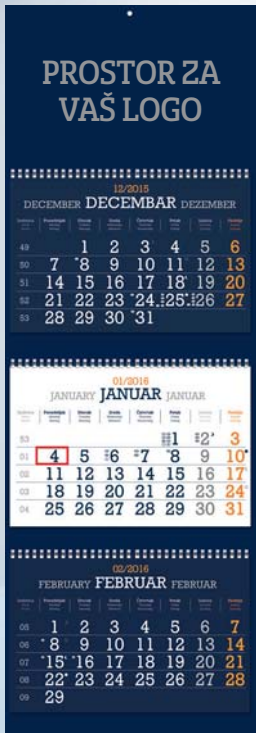 PROSTOR ZA
VAŠ LOGO
12/2015
DECEMBER DECEMBAR DEZEMBER
49 1 2 3 4 5 6
50 7 8 9 10 11 12 13
51 14 15 16 17 18 19 20
52 21 22 23 24 25 26 27
53 28 29 30 31
01/2016
JANUARY JANUAR JANUAR
53 1 2 3
01 4 5 6 7 8 9 10
02 11 12 13 14 15 16 17
03 18 19 20 21 22 23 24
04 25 26 27 28 29 30 31
02/2016
FEBRUARY FEBRUAR FEBRUAR
05 1 2 3 4 5 6 7
06 8 9 10 11 12 13 14
07 15 16 17 18 19 20 21
08 22 23 24 25 26 27 28
09 29